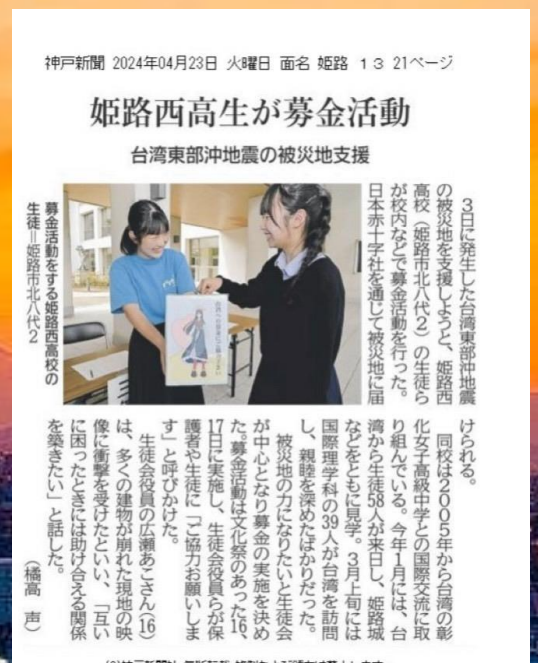 神戸新聞 2024年04月23日 火曜日 面名 姫路 13 21ページ
姫路西高生が募金活動
台湾東部沖地震の被災地支援
3日に発生した台湾東部沖地震
の被災地を支援しようと、姫路西
高校(姫路市北八代2)の生徒ら
が校内などで募金活動を行った。
日本赤十字社を通じて被災地に届
募金活動をする姫路西高校の
生徒=姫路市北八代2
けられる。
同校は2005年から台湾の彰
化女子高級中学との国際交流に取
り組んでいる。今年1月には、台
湾から生徒58人が来日し、姫路城
などをともに見学。3月上旬には
国際理学科の39人が台湾を訪問
し、親睦を深めたばかりだった。
被災地の力になりたいと生徒会
が中心となり募金の実施を決め
た。募金活動は文化祭のあった16、
17日に実施し、生徒会役員らが保
護者や生徒に「ご協力お願いしま
す」と呼びかけた。
生徒会役員の広瀬あこさん(16)
は、多くの建物が崩れた現地の映
像に衝撃を受けたといい、「互い
に困ったときには助け合える関係
を築きたい」と話した。
(橘高 声)